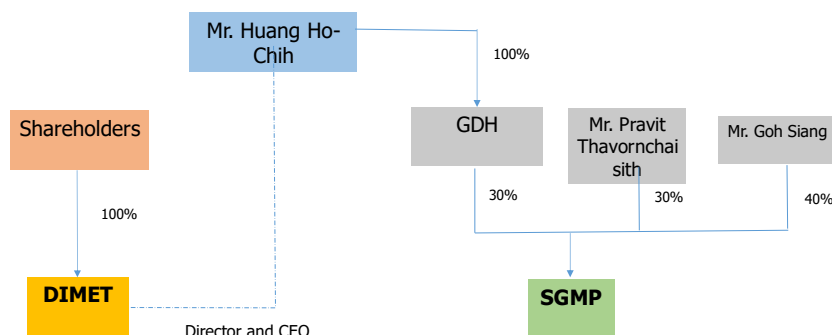 Mr. Huang Ho-
Chih
100%
Shareholders
GDH
Mr. Pravit
Thavornchai
sith
Mr. Goh Siang
100%
30%
30%
40%
DIMET
SGMP
Director and CEO